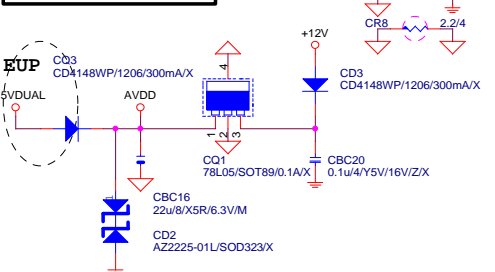 CR8 2.2/4
+12V
EUP CQ3
CD4148WP/1206/300mA/X
5VDUAL AVDD
4
CD3
CD4148WP/1206/300mA/X
1 2 3
CQ1
78L05/SOT89/0.1A/X
CBC20
0.1u/4/Y5V/16V/Z/X
1
CBC16
22u/8/X5R/6.3V/M
CD2
AZ2225-01L/SOD323/X